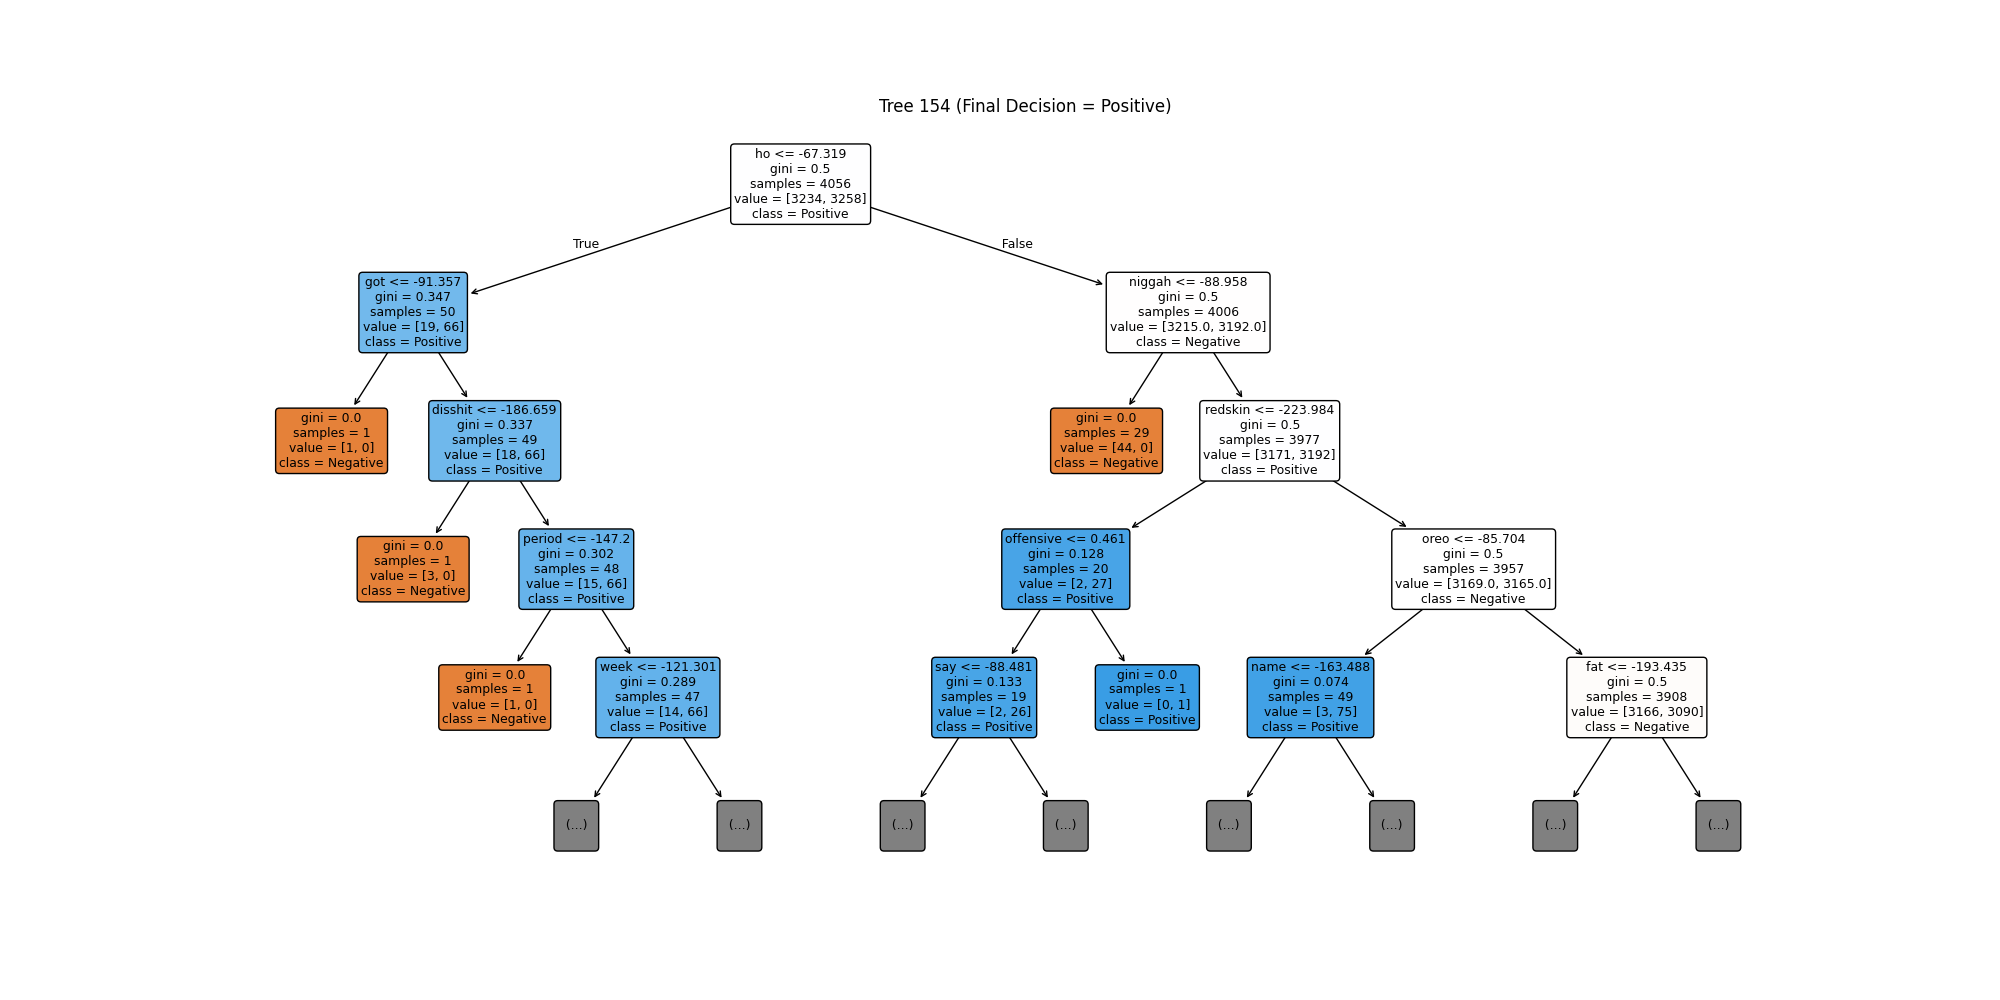 Tree 154 (Final Decision = Positive)
ho <= -67.319
gini = 0.5
samples = 4056
value = [3234, 3258]
class = Positive
True
False
got <= -91.357
gini = 0.347
samples = 50
value = [19, 66]
class = Positive
niggah <= -88.958
gini = 0.5
samples = 4006
value = [3215.0, 3192.0]
class = Negative
gini = 0.0
samples = 1
value = [1, 0]
class = Negative
disshit <= -186.659
gini = 0.337
samples = 49
value = [18, 66]
class = Positive
gini = 0.0
samples = 29
value = [44, 0]
class = Negative
redskin <= -223.984
gini = 0.5
samples = 3977
value = [3171, 3192]
class = Positive
gini = 0.0
samples = 1
value = [3, 0]
class = Negative
period <= -147.2
gini = 0.302
samples = 48
value = [15, 66]
class = Positive
offensive <= 0.461
gini = 0.128
samples = 20
value = [2, 27]
class = Positive
oreo <= -85.704
gini = 0.5
samples = 3957
value = [3169.0, 3165.0]
class = Negative
gini = 0.0
samples = 1
value = [1, 0]
class = Negative
week <= -121.301
gini = 0.289
samples = 47
value = [14, 66]
class = Positive
say <= -88.481
gini = 0.133
samples = 19
value = [2, 26]
class = Positive
gini = 0.0
samples = 1
value = [0, 1]
class = Positive
name <= -163.488
gini = 0.074
samples = 49
value = [3, 75]
class = Positive
fat <= -193.435
gini = 0.5
samples = 3908
value = [3166, 3090]
class = Negative
(...)
(...)
(...)
(...)
(...)
(...)
(...)
(...)